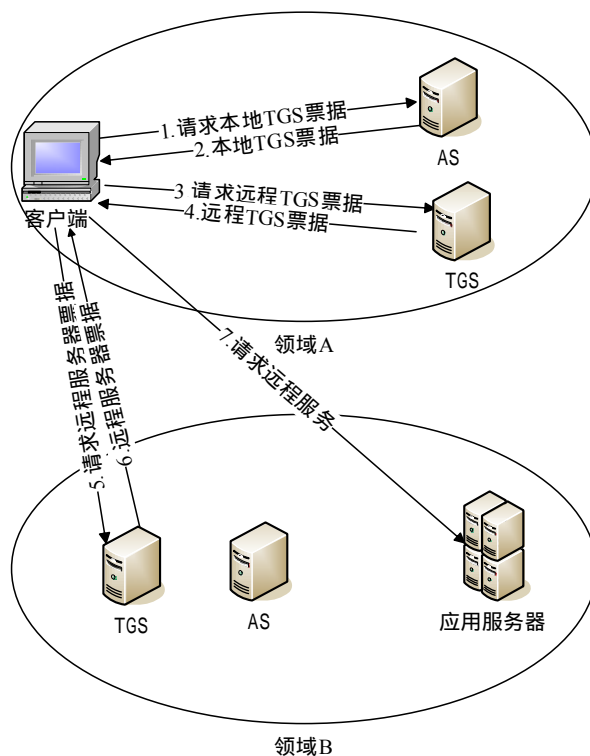 1.请求本地TGS票据
2.本地TGS票据
AS
3 请求远程TGS票据
4.远程TGS票据
客户端
TGS
领域A
5.请求远程服务器票据
6.远程服务器票据
7.请求远程服务
TGS
AS
应用服务器
领域B